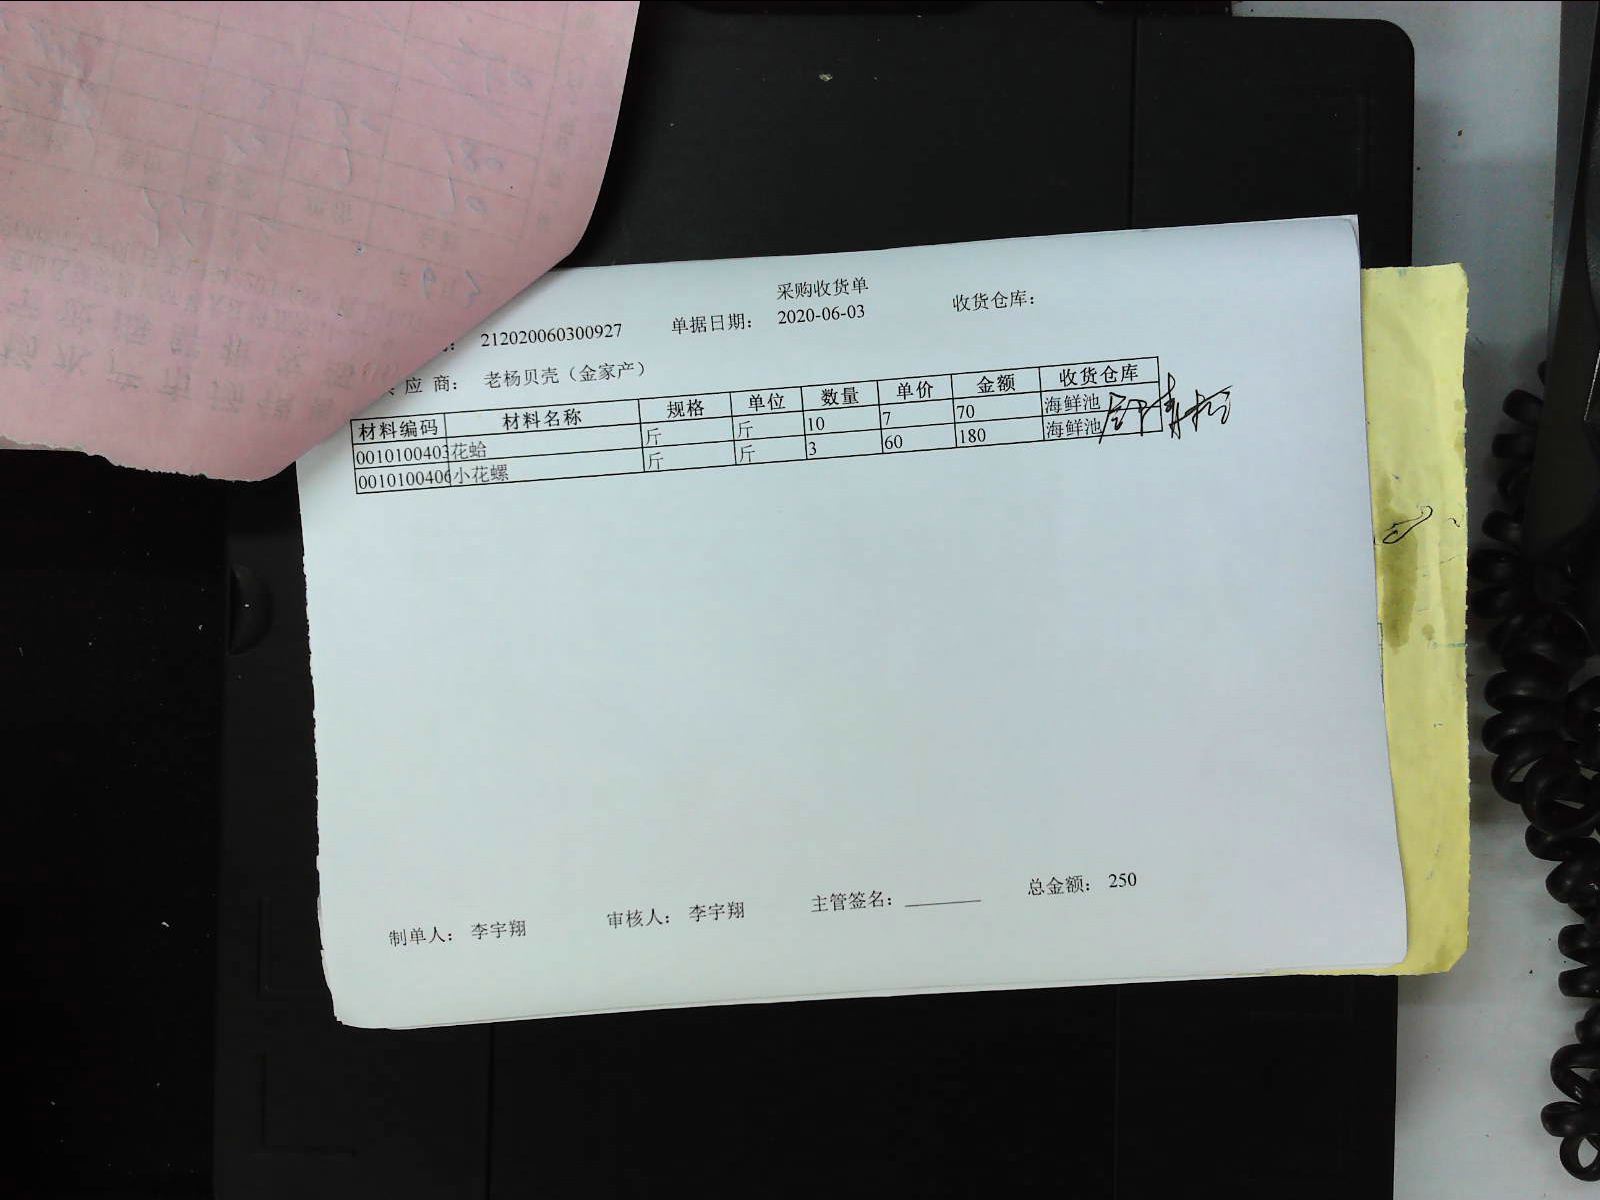 采购收货单
212020060300927 单据日期： 2020-06-03 收货仓库：
应 商： 老杨贝壳（金家产）
材料编码 材料名称 规格 单位 数量 单价 金额 收货仓库
0010100403 花蛤 斤 斤 10 7 70 海鲜池
0010100406 小花螺 斤 斤 3 60 180 海鲜池
制单人： 李宇翔 审核人： 李宇翔 主管签名： 总金额： 250